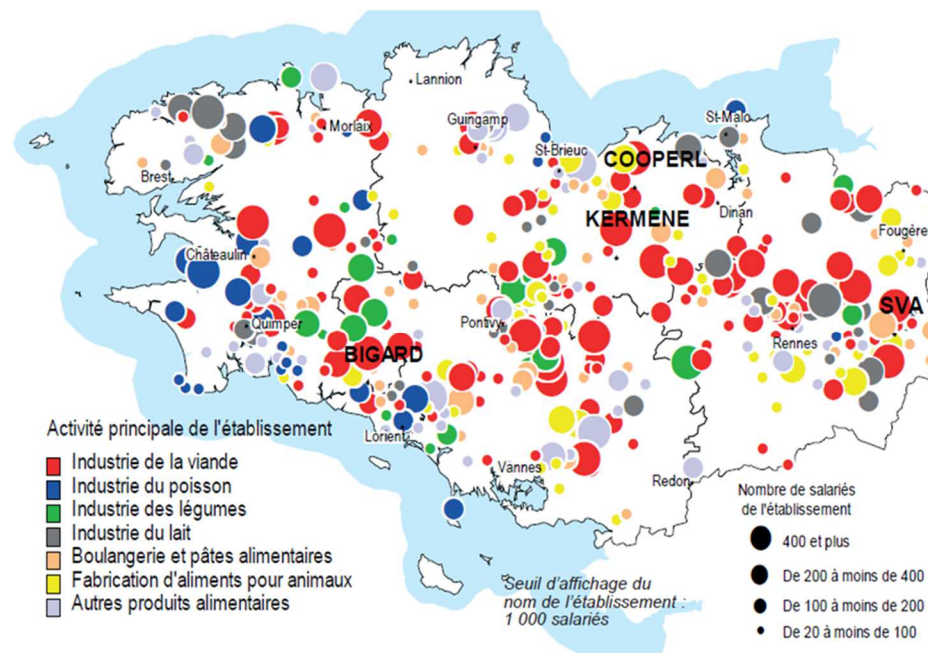 Lannion
Morlaix
Guingamp
St-Brieuc
St-Malo
COOPERL
Brest
KERMENE
Dinan
Fougère
Châteaulin
SVA
Quimper
Pontivy
BIGARD
Rennes
Lorient
Vannes
Redon
Activité principale de l'établissement
Industrie de la viande
Industrie du poisson
Industrie des légumes
Industrie du lait
Boulangerie et pâtes alimentaires
Fabrication d'aliments pour animaux
Autres produits alimentaires
Seuil d'affichage du
nom de l'établissement :
1 000 salariés
Nombre de salariés
de l'établissement
400 et plus
De 200 à moins de 400
De 100 à moins de 200
De 20 à moins de 100